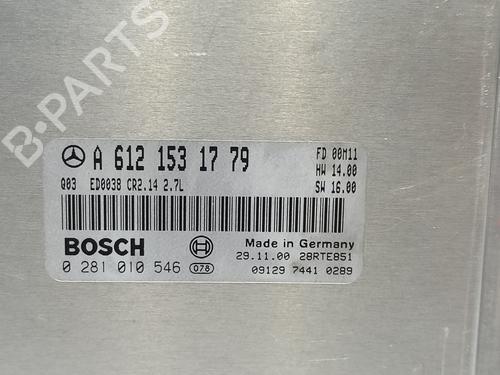 B-PARTS
A 612 153 17 79
FD 00M11
HW 14.00
SW 16.00
Q03 ED0038 CR2.14 2.7L
BOSCH
Made in Germany
0 281 010 546 078
29.11.00 28RTE851
09129 7441 0289